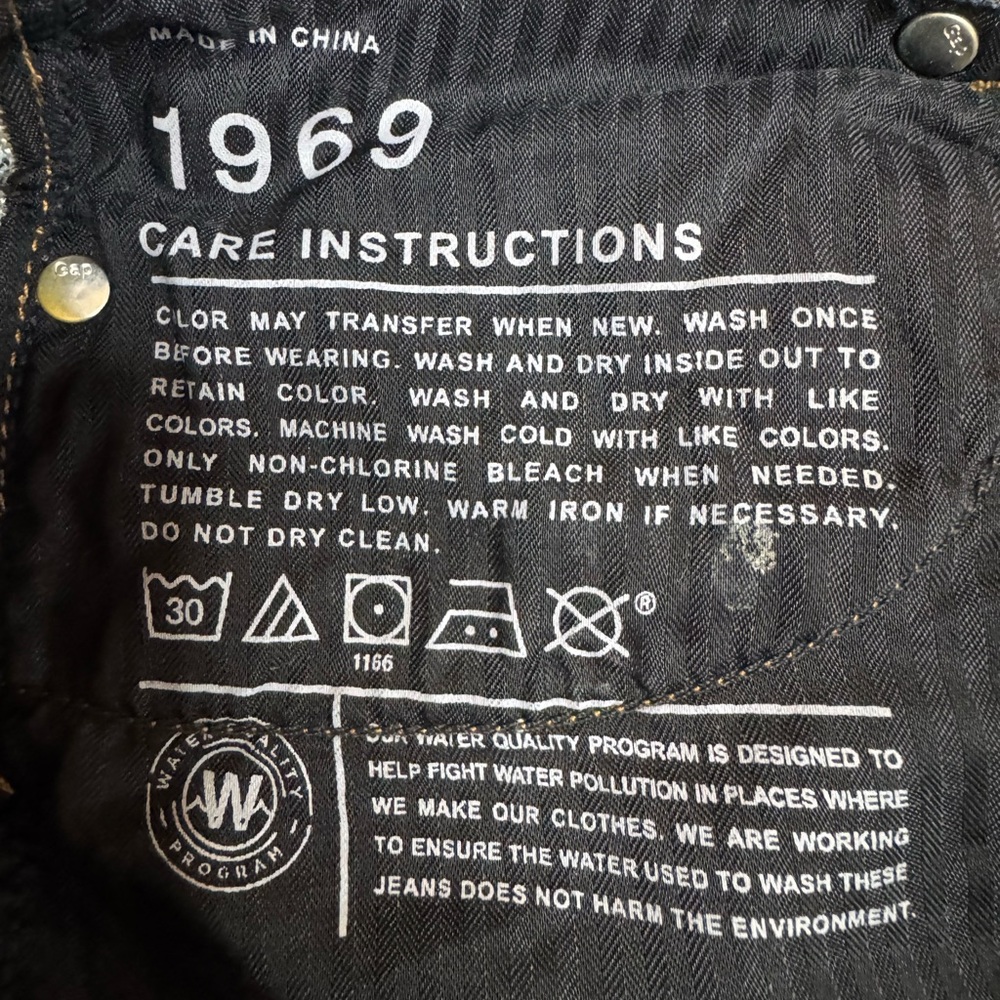 MADE IN CHINA
1969
CARE INSTRUCTIONS
Gap
CLOR MAY TRANSFER WHEN NEW. WASH ONCE
BEFORE WEARING. WASH AND DRY INSIDE OUT TO
RETAIN COLOR. WASH AND DRY WITH LIKE
COLORS. MACHINE WASH COLD WITH LIKE COLORS.
ONLY NON-CHLORINE BLEACH WHEN NEEDED.
TUMBLE DRY LOW. WARM IRON IF NECESSARY.
DO NOT DRY CLEAN.
30
®
1166
WATER QUALITY PROGRAM
W
OUR WATER QUALITY PROGRAM IS DESIGNED TO
HELP FIGHT WATER POLLUTION IN PLACES WHERE
WE MAKE OUR CLOTHES. WE ARE WORKING
TO ENSURE THE WATER USED TO WASH THESE
JEANS DOES NOT HARM THE ENVIRONMENT.